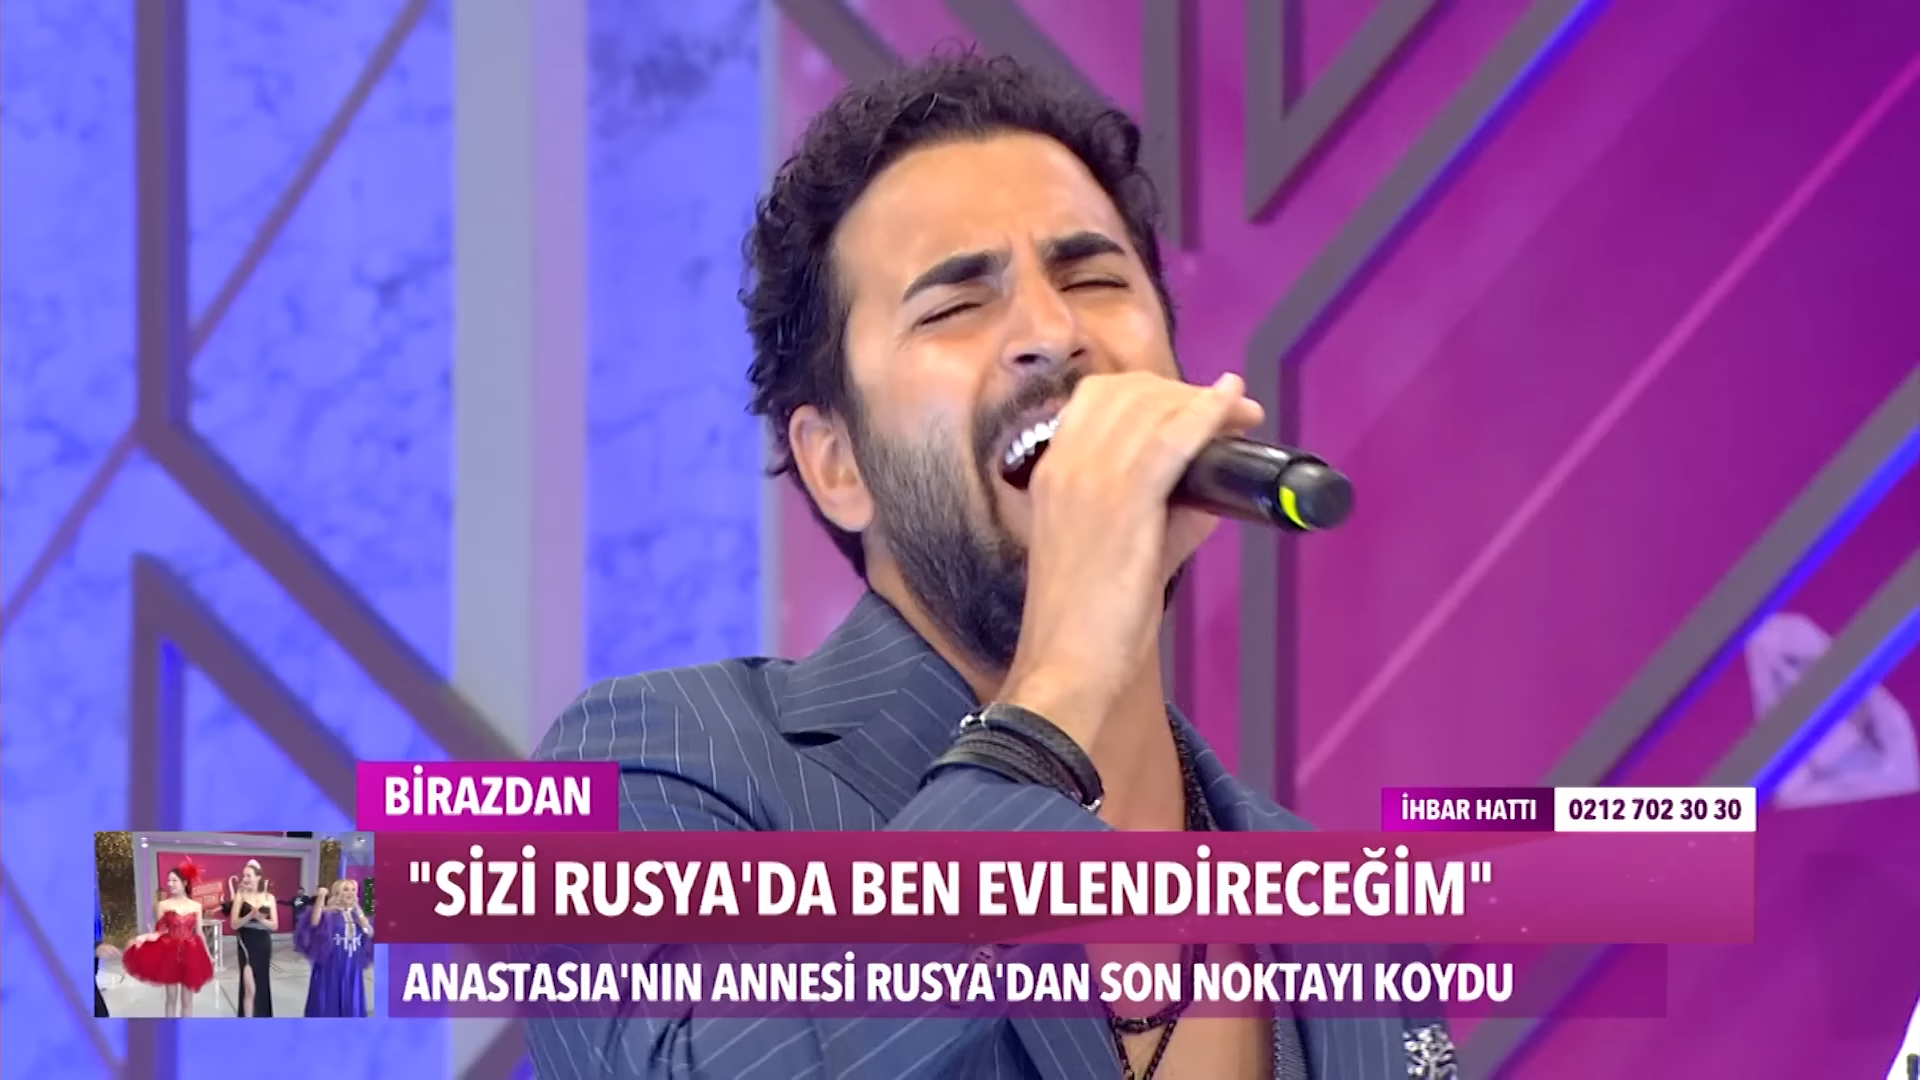 BİRAZDAN
İHBAR HATTI 0212 702 30 30
"SİZİ RUSYA'DA BEN EVLENDİRECEĞİM"
ANASTASIA'NIN ANNESİ RUSYA'DAN SON NOKTAYI KOYDU